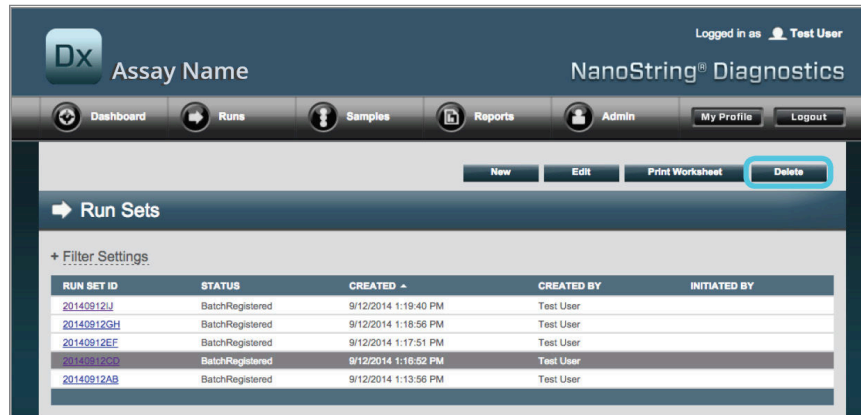 Logged in as Test User
Dx Assay Name
NanoString® Diagnostics
Dashboard Runs Samples Reports Admin My Profile Logout
New Edit Print Worksheet Delete
Run Sets
+ Filter Settings
RUN SET ID STATUS CREATED CREATED BY INITIATED BY
20140912IJ BatchRegistered 9/12/2014 1:19:40 PM Test User
20140912GH BatchRegistered 9/12/2014 1:18:56 PM Test User
20140912EF BatchRegistered 9/12/2014 1:17:51 PM Test User
20140912CD BatchRegistered 9/12/2014 1:16:52 PM Test User
20140912AB BatchRegistered 9/12/2014 1:13:56 PM Test User